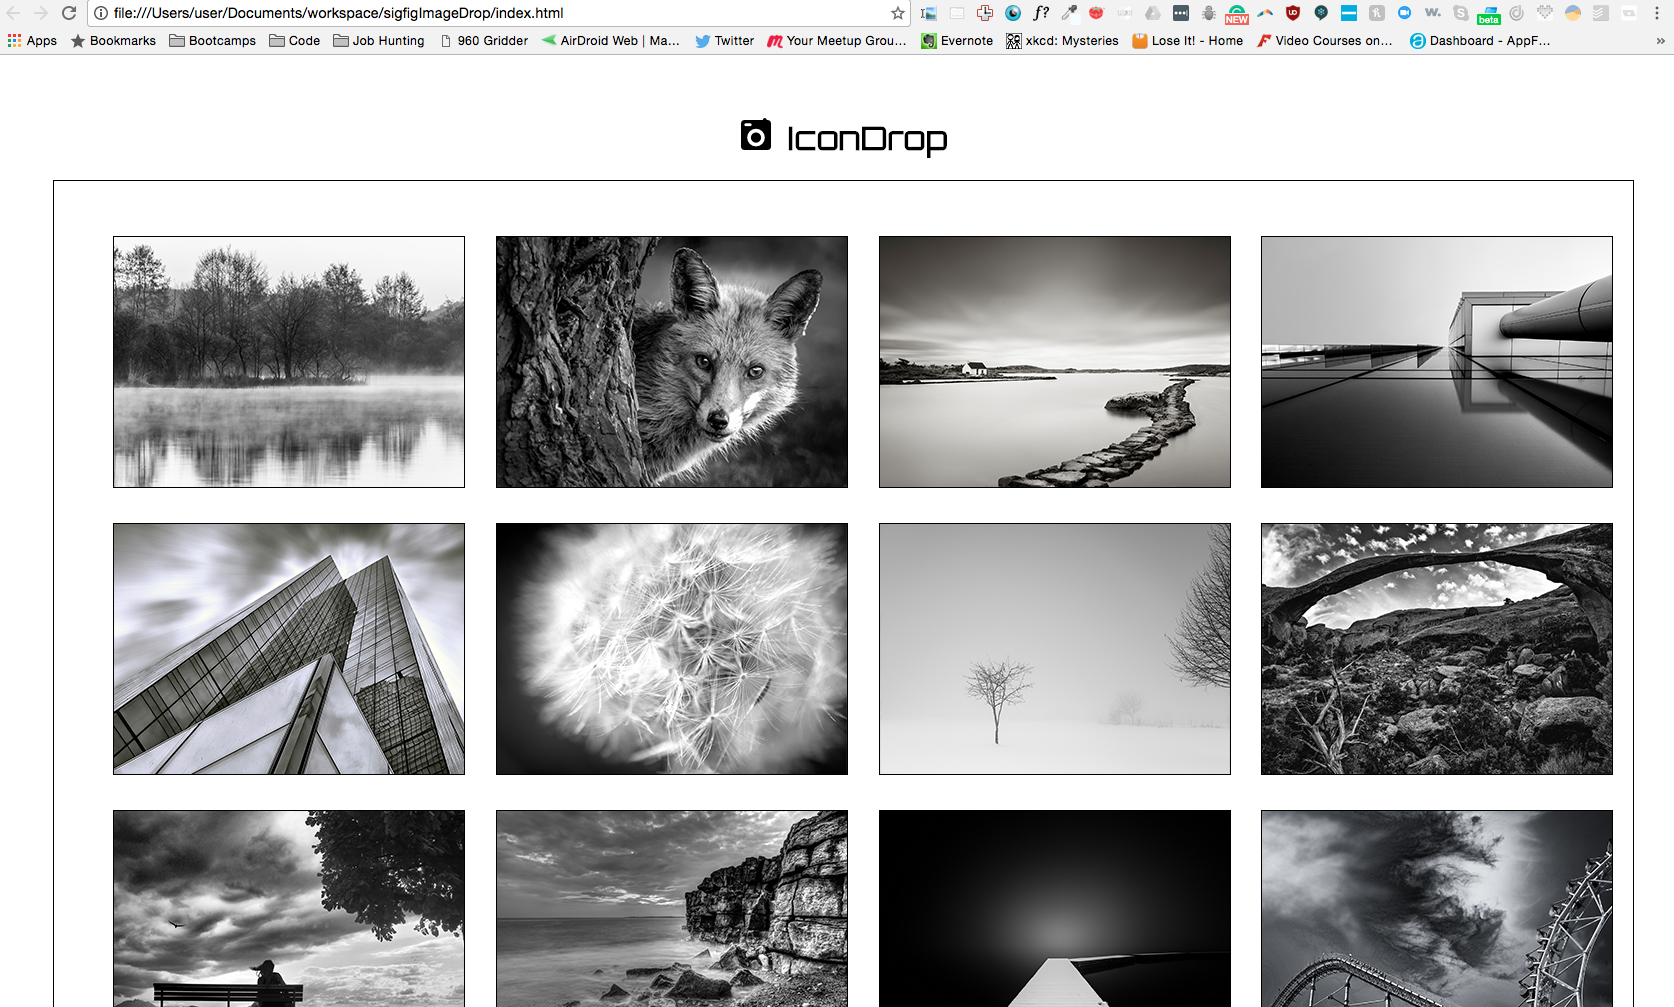 file:///Users/user/Documents/workspace/sigfigImageDrop/index.html
f?
UD
W.
NEW
beta
Apps Bookmarks Bootcamps Code Job Hunting 960 Gridder AirDroid Web | Ma... Twitter Your Meetup Grou... Evernote xkcd: Mysteries Lose It! - Home Video Courses on... Dashboard - AppF... »
IconDrop